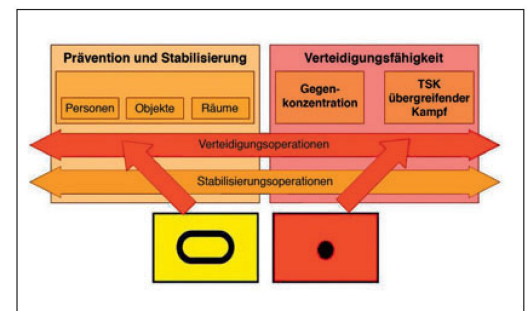 Prävention und Stabilisierung
Personen
Objekte
Räume
Verteidigungsfähigkeit
Gegen-
konzentration
TSK
übergreifender
Kampf
Verteidigungsoperationen
Stabilisierungsoperationen